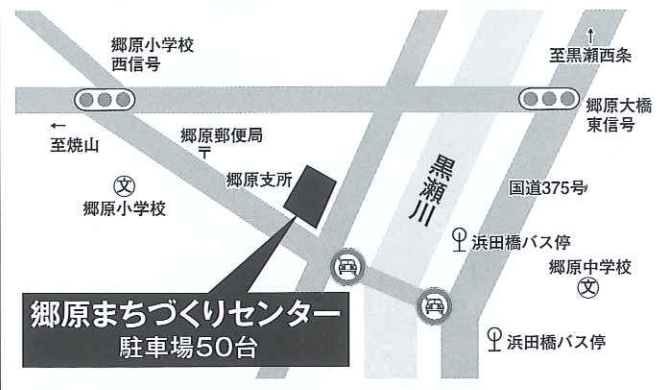 郷原小学校
西信号
↑
至黒瀬西条
郷原大橋
東信号
←
至焼山
郷原郵便局
〒
文
郷原小学校
郷原支所
黒瀬川
国道375号
浜田橋バス停
郷原中学校
文
郷原まちづくりセンター
駐車場50台
浜田橋バス停